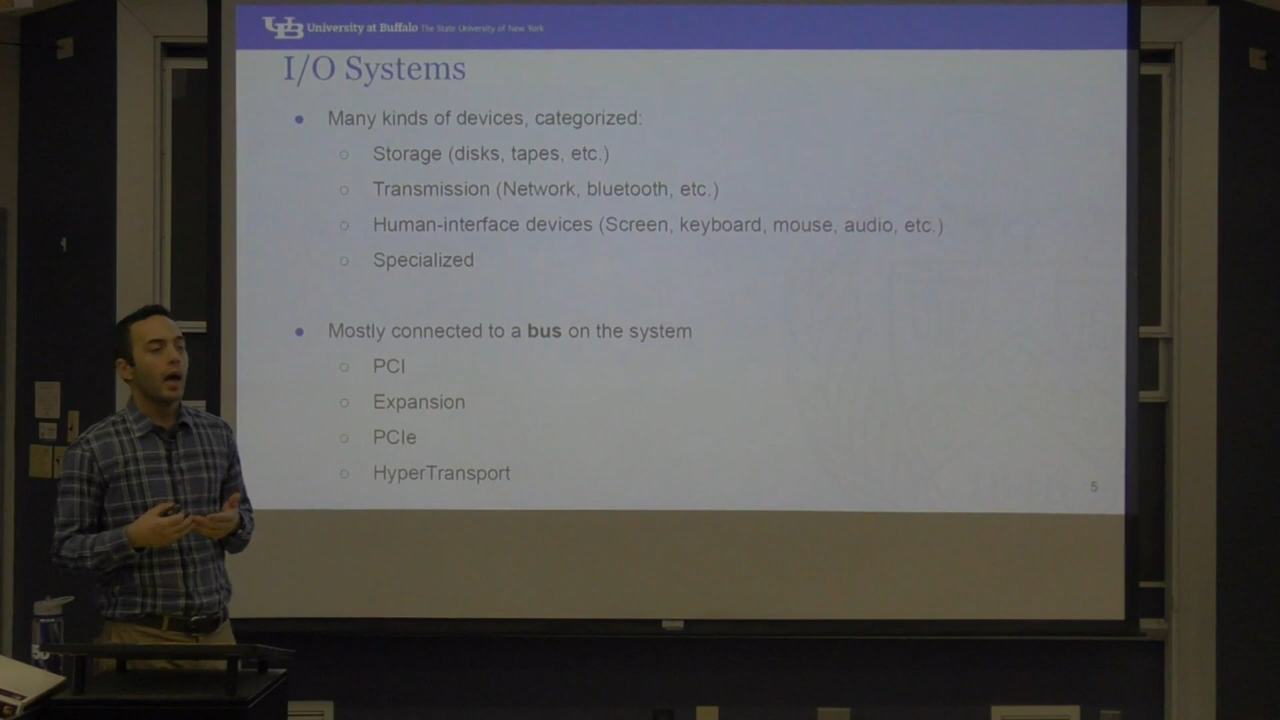 UB University at Buffalo The State University of New York
I/O Systems
● Many kinds of devices, categorized:
○ Storage (disks, tapes, etc.)
○ Transmission (Network, bluetooth, etc.)
○ Human-interface devices (Screen, keyboard, mouse, audio, etc.)
○ Specialized
● Mostly connected to a bus on the system
○ PCI
○ Expansion
○ PCIe
○ HyperTransport
5